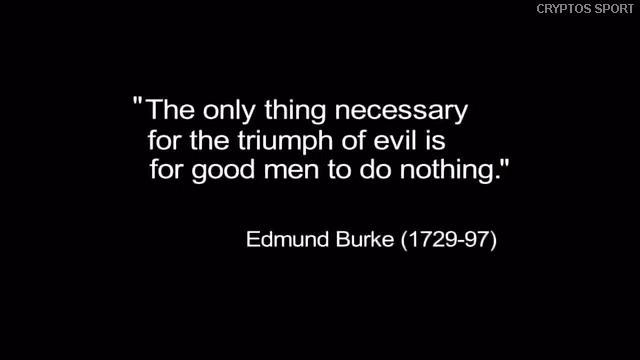 CRYPTOS SPORT
"The only thing necessary
for the triumph of evil is
for good men to do nothing."
Edmund Burke (1729-97)